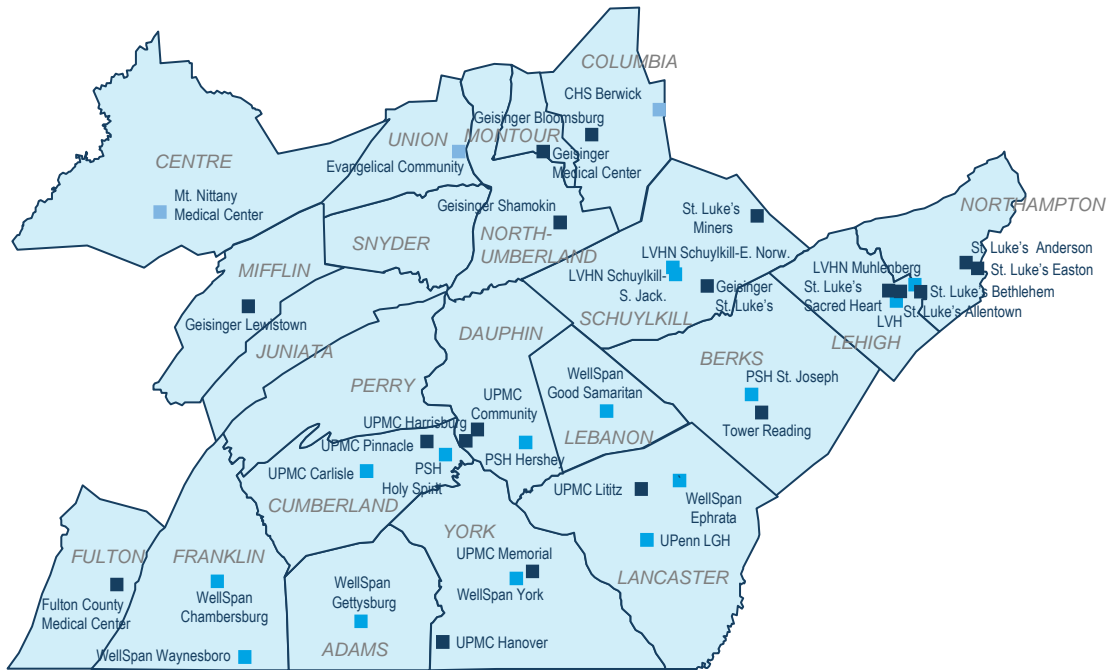 COLUMBIA
CHS Berwick
Geisinger Bloomsburg
UNION
MONTOUR
Evangelical Community
Geisinger
Medical Center
CENTRE
Mt. Nittany
Medical Center
Geisinger Shamokin
St. Luke's
Miners
NORTHAMPTON
SNYDER
NORTH-
UMBERLAND
LVHN Schuylkill-E. Norw.
LVHN Schuylkill-
S. Jack.
Geisinger
St. Luke's
St. Luke's Anderson
St. Luke's Easton
LVHN Muhlenberg
St. Luke's
Sacred Heart
St. Luke's Bethlehem
St. Luke's Allentown
LVH
MIFFLIN
Geisinger Lewistown
SCHUYLKILL
LEHIGH
DAUPHIN
JUNIATA
BERKS
PERRY
WellSpan
Good Samaritan
PSH St. Joseph
UPMC
Community
UPMC Harrisburg
Tower Reading
LEBANON
UPMC Pinnacle
PSH Hershey
PSH
Holy Spirit
UPMC Carlisle
CUMBERLAND
UPMC Lititz
WellSpan
Ephrata
YORK
UPenn LGH
FULTON
FRANKLIN
UPMC Memorial
LANCASTER
WellSpan York
WellSpan
Gettysburg
WellSpan
Chambersburg
Fulton County
Medical Center
UPMC Hanover
ADAMS
WellSpan Waynesboro